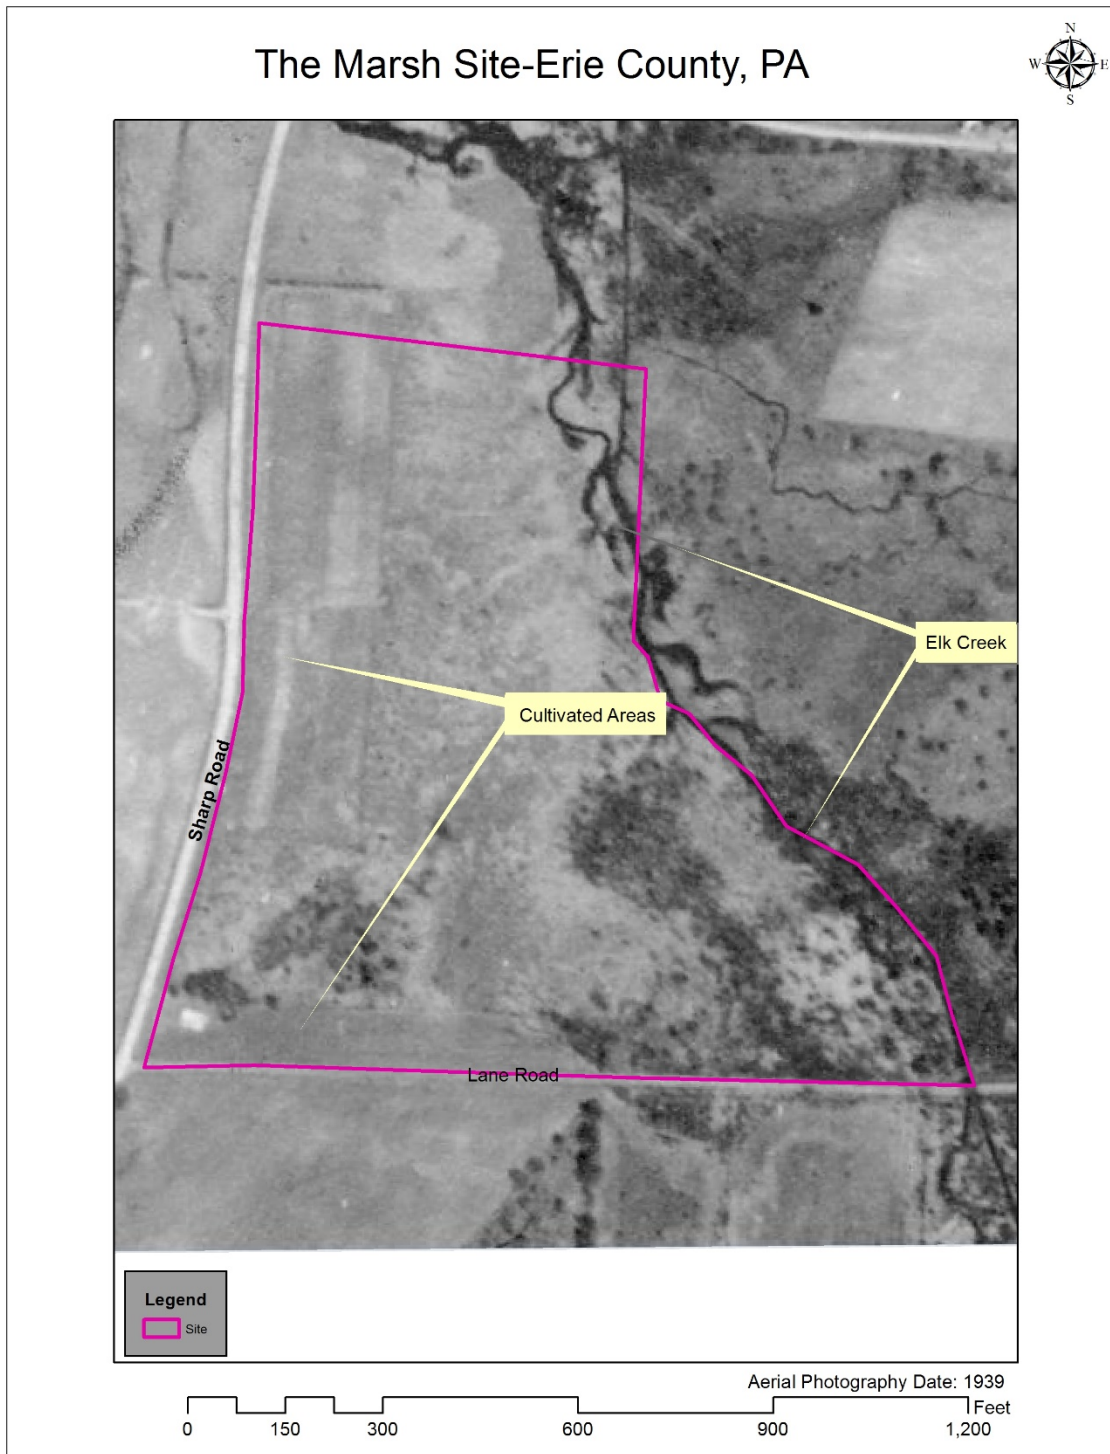 The Marsh Site-Erie County, PA
N
W E
S
Elk Creek
Cultivated Areas
Sharp Road
Lane Road
Legend
Site
Aerial Photography Date: 1939
Feet
0 150 300 600 900 1,200